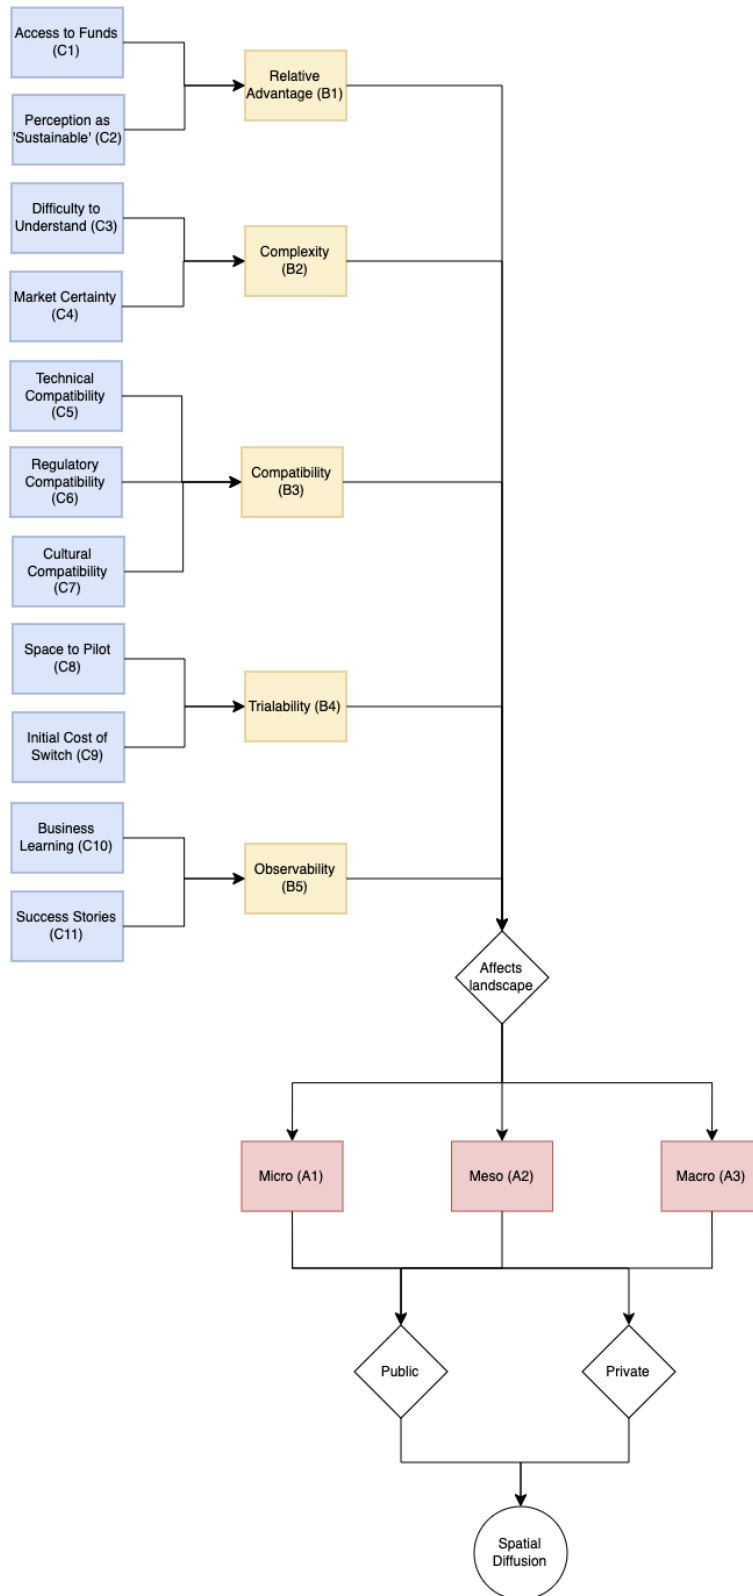 Access to Funds
(C1)
Perception as
'Sustainable' (C2)
Relative
Advantage (B1)
Difficulty to
Understand (C3)
Market Certainty
(C4)
Complexity
(B2)
Technical
Compatibility
(C5)
Regulatory
Compatibility
(C6)
Cultural
Compatibility
(C7)
Compatibility
(B3)
Space to Pilot
(C8)
Initial Cost of
Switch (C9)
Trialability (B4)
Business
Learning (C10)
Success Stories
(C11)
Observability
(B5)
Affects
landscape
Micro (A1)
Meso (A2)
Macro (A3)
Public
Private
Spatial
Diffusion